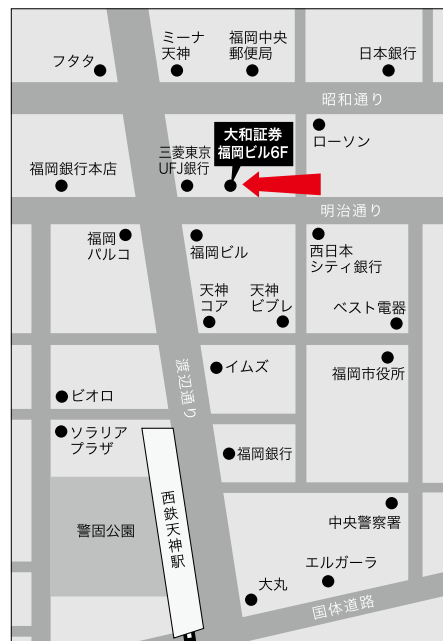 フタタ
ミーナ
天神
福岡中央
郵便局
日本銀行
昭和通り
大和証券
福岡ビル6F
ローソン
三菱東京
UFJ銀行
福岡銀行本店
明治通り
福岡
パルコ
福岡ビル
西日本
シティ銀行
天神
コア
天神
ビブレ
ベスト電器
渡辺通り
イムズ
福岡市役所
ビオロ
ソラリア
プラザ
福岡銀行
西鉄天神駅
警固公園
中央警察署
エルガーラ
大丸
国体道路